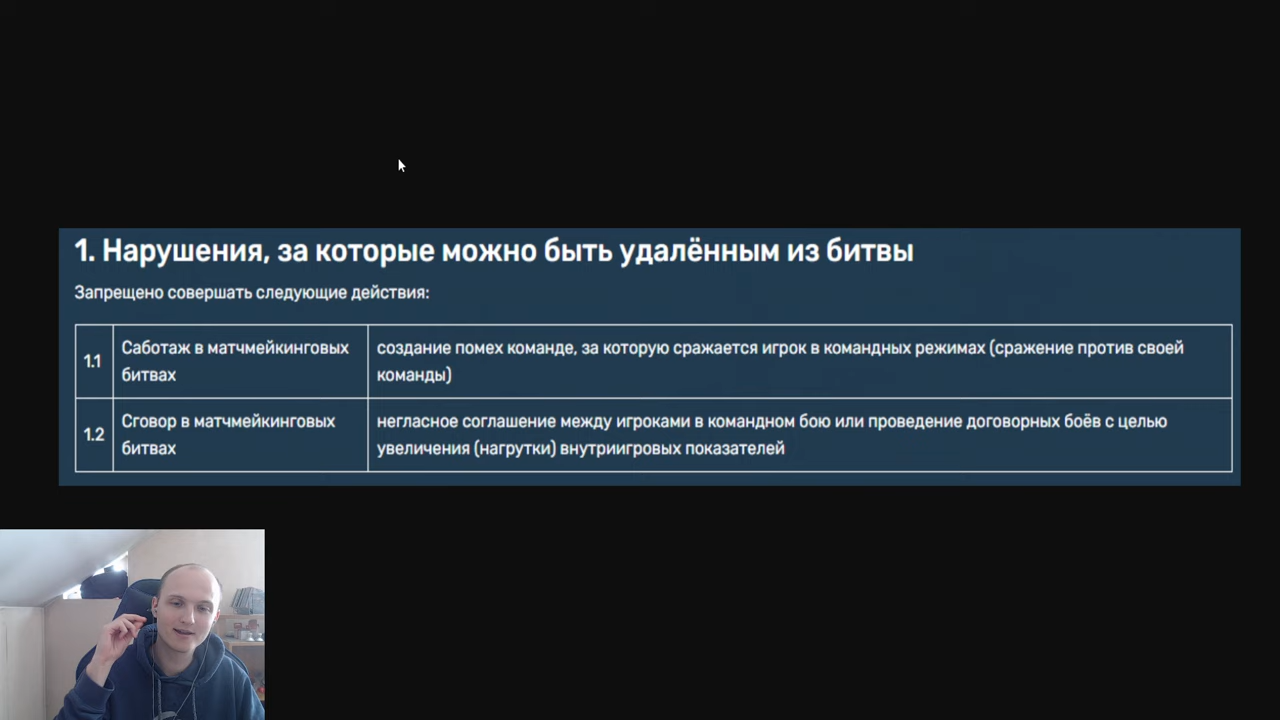 1. Нарушения, за которые можно быть удалённым из битвы
Запрещено совершать следующие действия:
1.1
Саботаж в матчмейкинговых
битвах
создание помех команде, за которую сражается игрок в командных режимах (сражение против своей
команды)
1.2
Сговор в матчмейкинговых
битвах
негласное соглашение между игроками в командном бою или проведение договорных боёв с целью
увеличения (нагрутки) внутриигровых показателей